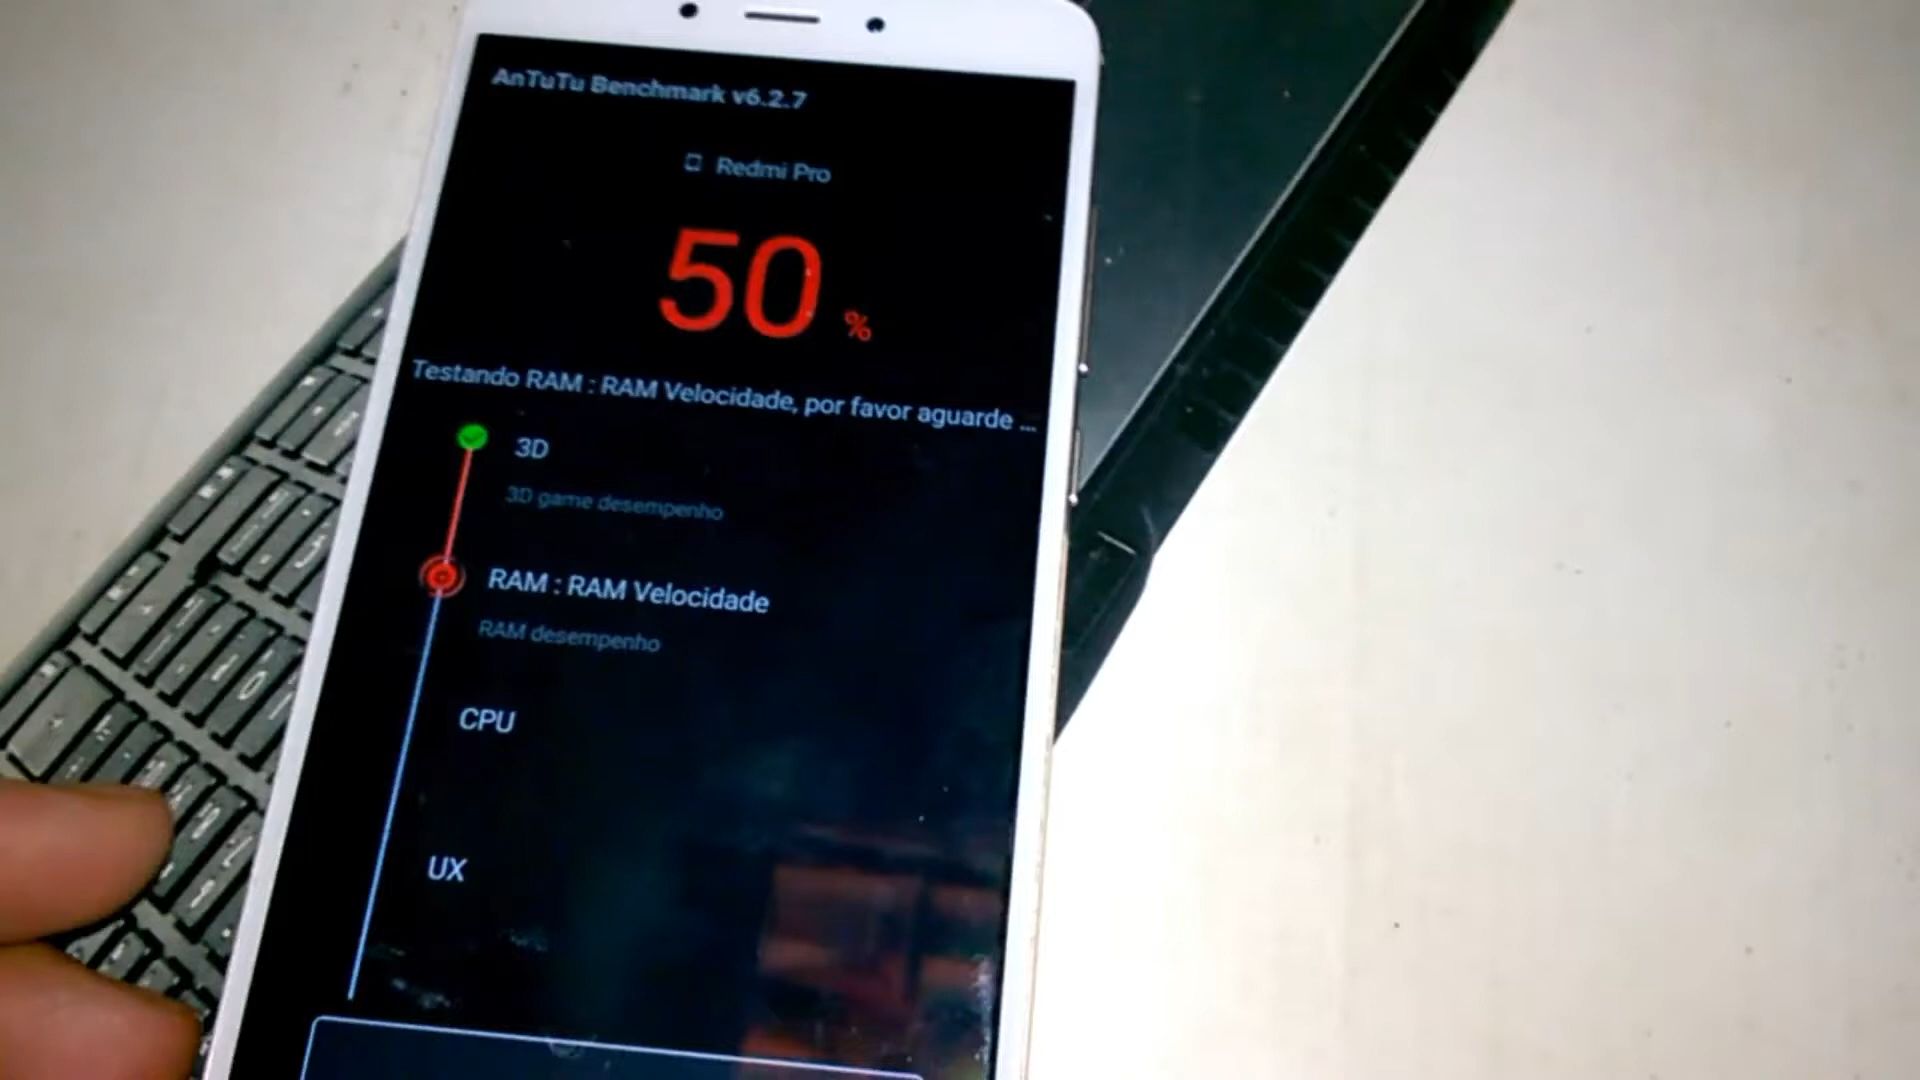 AnTuTu Benchmark v6.2.7
Redmi Pro
50 %
Testando RAM : RAM Velocidade, por favor aguarde ...
3D
3D game desempenho
RAM : RAM Velocidade
RAM desempenho
CPU
UX